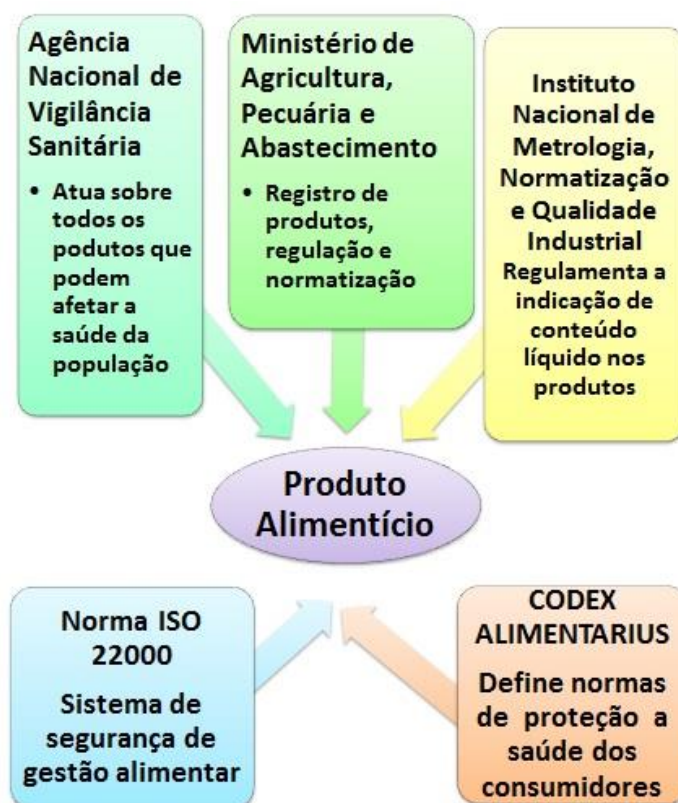 Agência
Nacional de
Vigilância
Sanitária
• Atua sobre
todos os
podutos que
podem
afetar a
saúde da
população
Ministério de
Agricultura,
Pecuária e
Abastecimento
• Registro de
produtos,
regulação e
normatização
Instituto
Nacional de
Metrologia,
Normatização
e Qualidade
Industrial
Regulamenta a
indicação de
conteúdo
líquido nos
produtos
Produto
Alimentício
Norma ISO
22000
Sistema de
segurança de
gestão alimentar
CODEX
ALIMENTARIUS
Define normas
de proteção a
saúde dos
consumidores